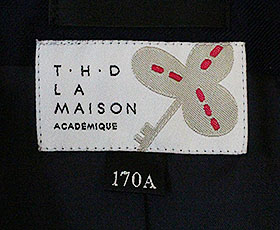 T·H·D
LA
MAISON
ACADÉMIQUE
170A